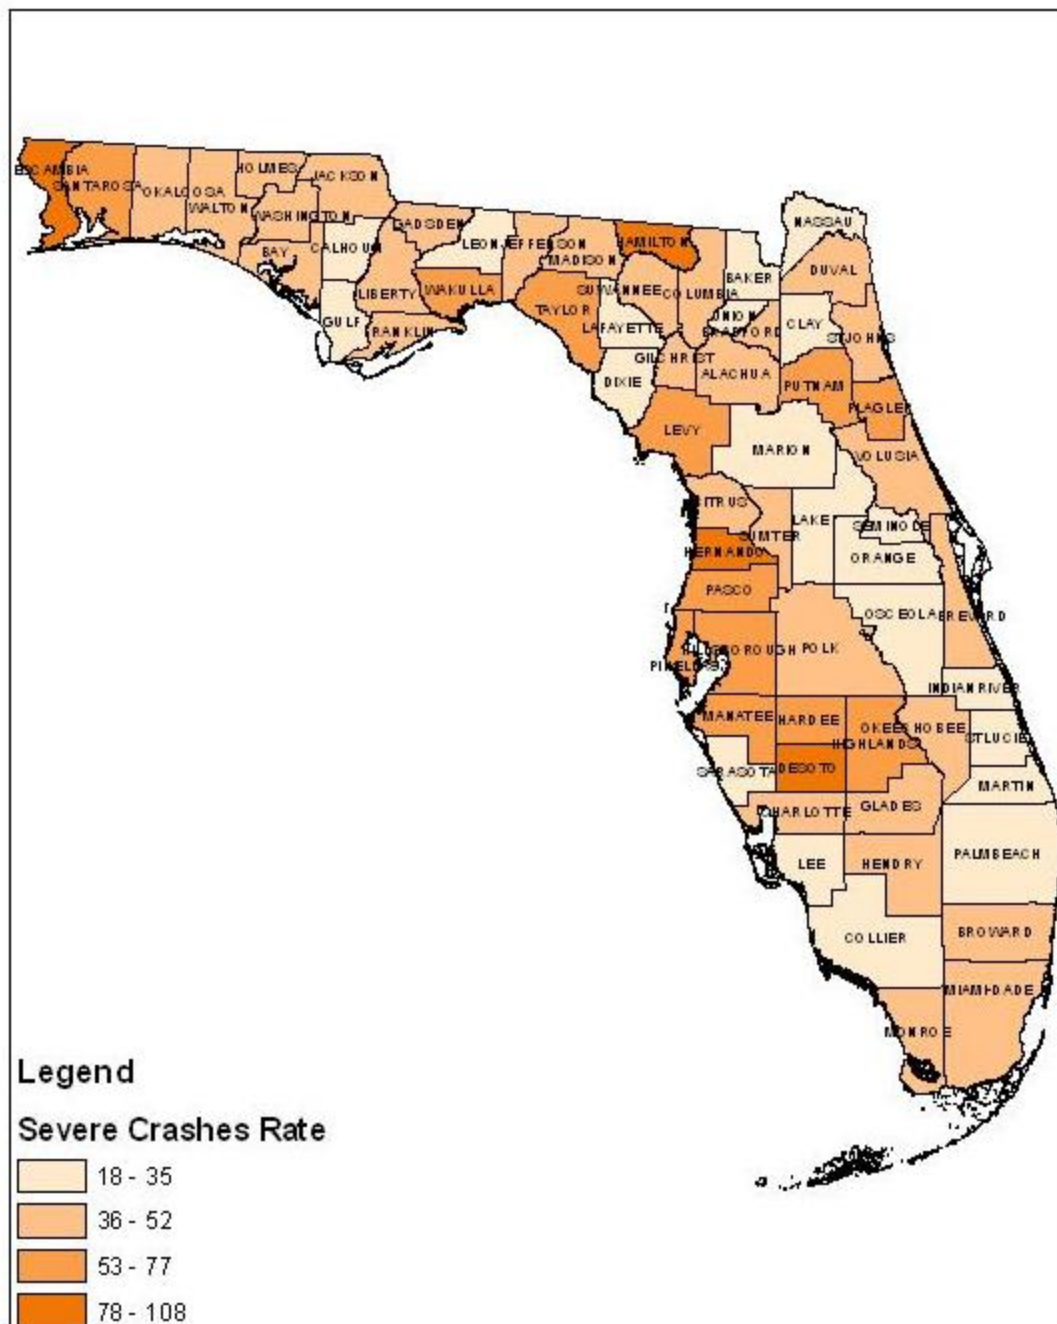 ESCAMBIA
SANTAROSA
OKALOOSA
WALTON
HOLMES
JACKSON
WASHINGTON
BAY
CALHOUN
GADSDEN
LEON
JEFFERSON
MADISON
HAMILTON
LIBERTY
WAKULLA
GULF
FRANKLIN
TAYLOR
SUWANNEE
COLUMBIA
LAFAYETTE
DIXIE
NASSAU
BAKER
DUVAL
UNION
BRADFORD
CLAY
STJOHNS
GILCHRIST
ALACHUA
PUTNAM
FLAGLER
LEVY
MARION
VOLUSIA
CITRUS
SUMTER
LAKE
SEMINODE
ORANGE
HERNANDO
PASCO
OSCEOLA
BREVARD
HILLSBOROUGH
POLK
PINELLAS
INDIANRIVER
MANATEE
HARDEE
OKEECHOBEE
HIGHLANDS
STLUCIE
SARASOTA
DESOTO
MARTIN
CHARLOTTE
GLADES
LEE
HENDRY
PALMBEACH
COLLIER
BROWARD
MIAMI-DADE
MONROE
Legend
Severe Crashes Rate
18 - 35
36 - 52
53 - 77
78 - 108